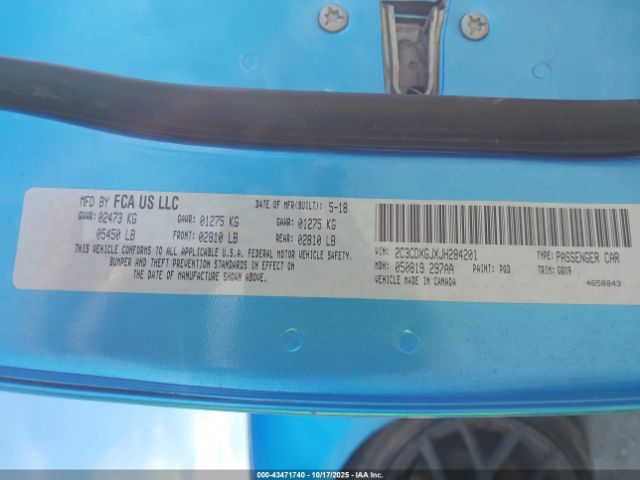 MFD BY FCA US LLC DATE OF MFR(BUILT): 5-18
GVWR: 02473 KG GAWR: 01275 KG GAWR: 01275 KG
05450 LB FRONT: 02810 LB REAR: 02810 LB
THIS VEHICLE CONFORMS TO ALL APPLICABLE U.S.A. FEDERAL MOTOR VEHICLE SAFETY,
BUMPER AND THEFT PREVENTION STANDARDS IN EFFECT ON
THE DATE OF MANUFACTURE SHOWN ABOVE.
VIN: 2C3CDXGJXJH284201 TYPE: PASSENGER CAR
MDH: 050819 297AA PAINT: PQD TRIM: GBX9
VEHICLE MADE IN CANADA 4658843
000-43471740 | 10/17/2025 | IAAI.COM